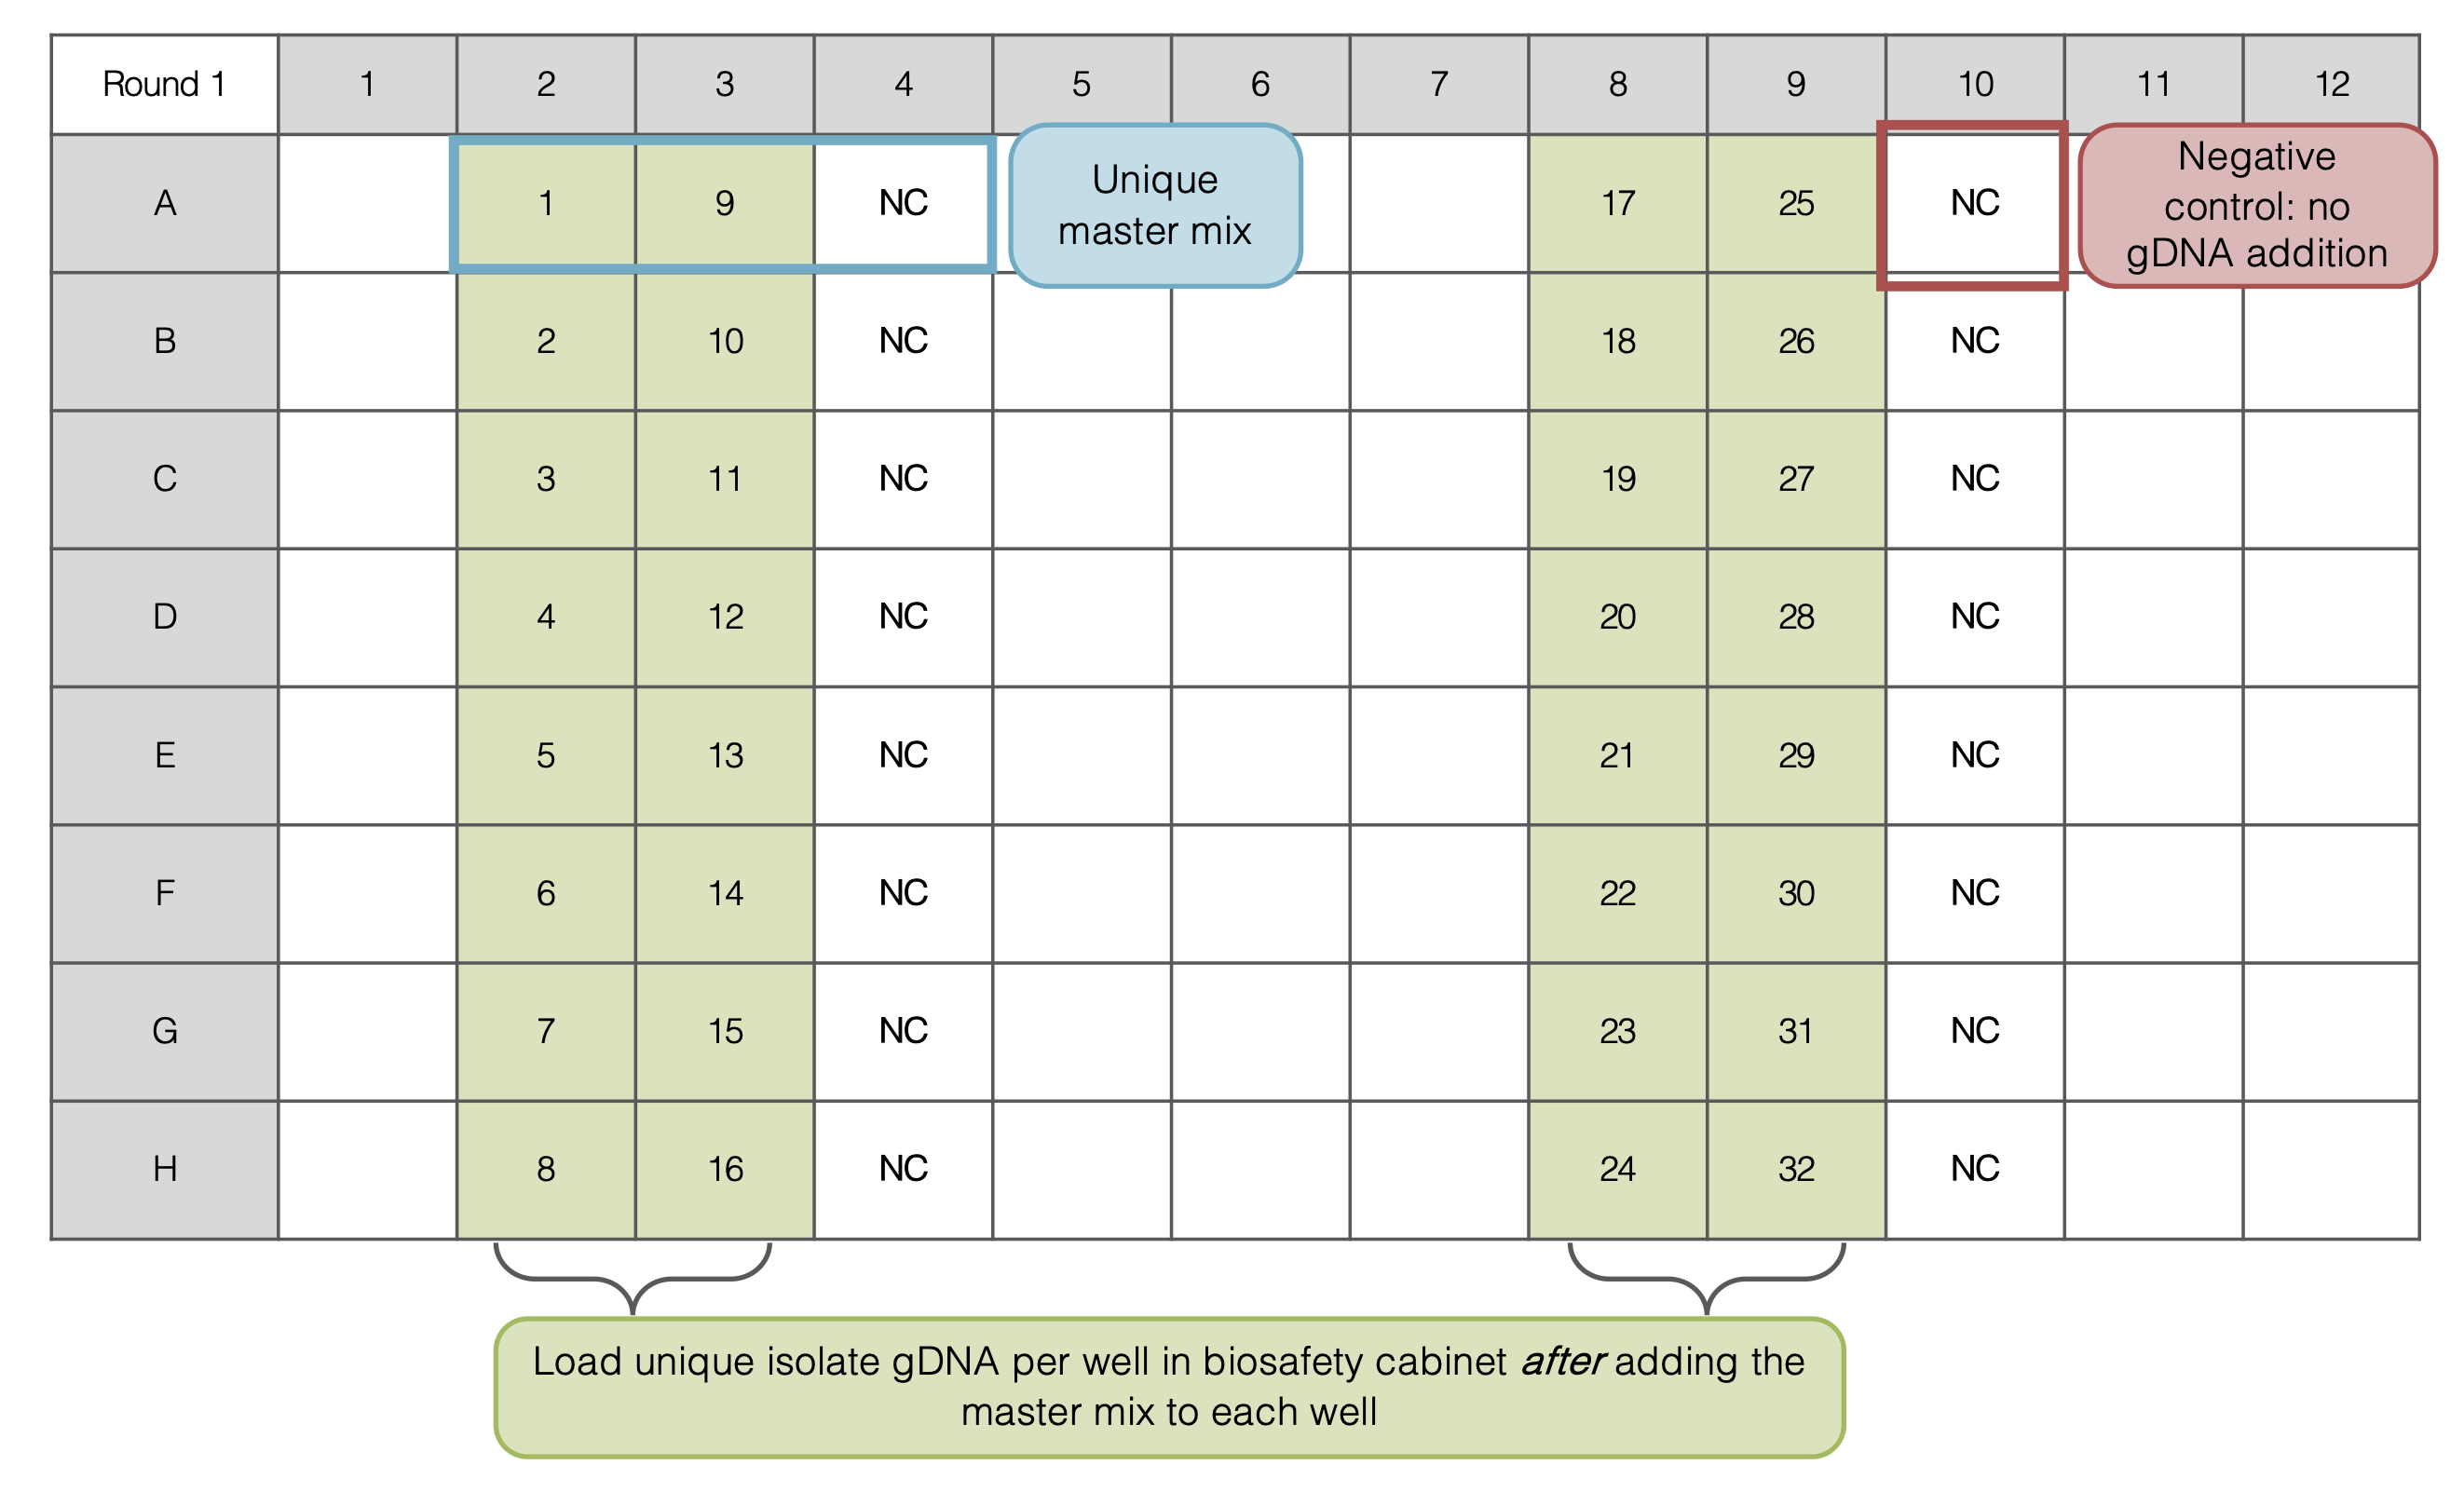 Round 1 1 2 3 4 5 6 7 8 9 10 11 12
A 1 9 NC Unique master mix 17 25 NC Negative control: no gDNA addition
B 2 10 NC 18 26 NC
C 3 11 NC 19 27 NC
D 4 12 NC 20 28 NC
E 5 13 NC 21 29 NC
F 6 14 NC 22 30 NC
G 7 15 NC 23 31 NC
H 8 16 NC 24 32 NC
Load unique isolate gDNA per well in biosafety cabinet after adding the
master mix to each well